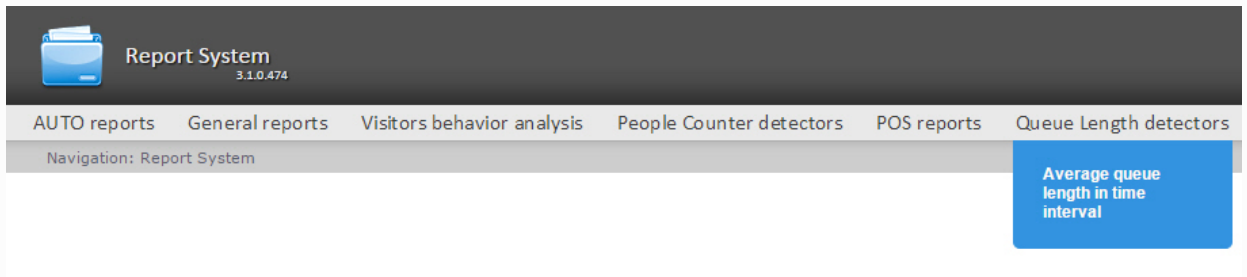 Report System
3.1.0.474
AUTO reports General reports Visitors behavior analysis People Counter detectors POS reports Queue Length detectors
Navigation: Report System
Average queue
length in time
interval